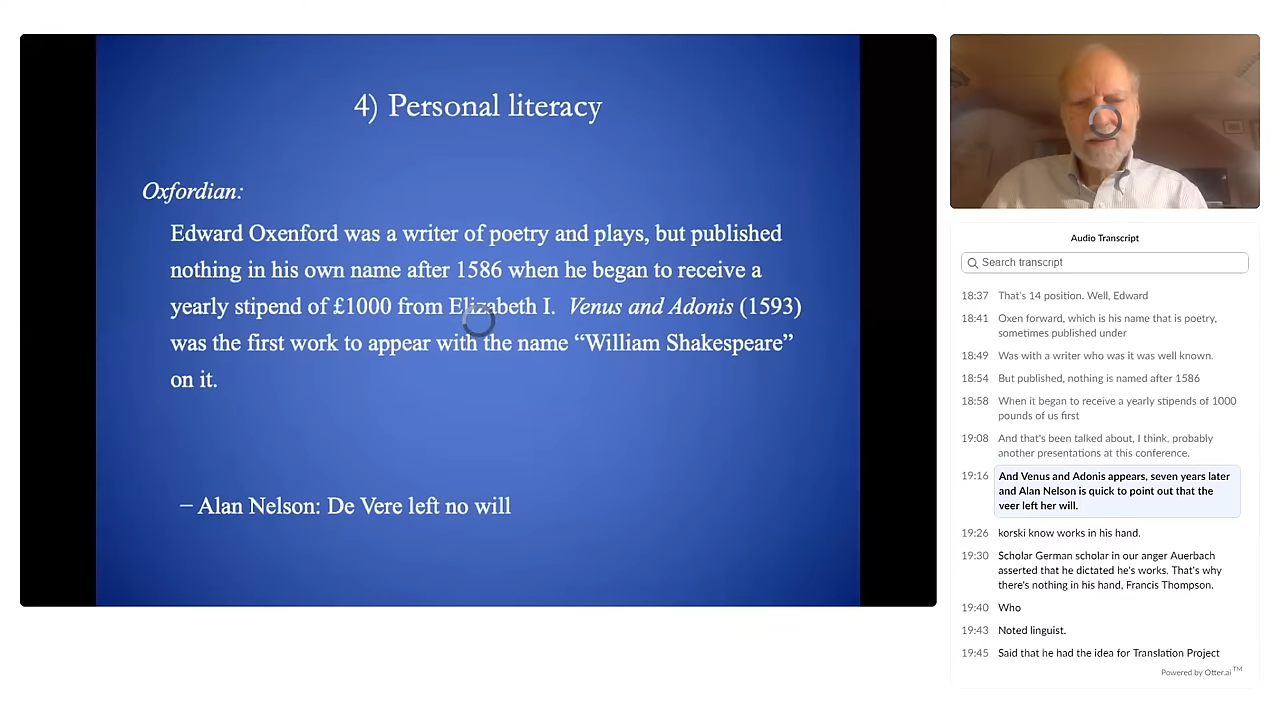 4) Personal literacy
Oxfordian:
Edward Oxenford was a writer of poetry and plays, but published
nothing in his own name after 1586 when he began to receive a
yearly stipend of £1000 from Elizabeth I. Venus and Adonis (1593)
was the first work to appear with the name “William Shakespeare”
on it.
– Alan Nelson: De Vere left no will
Audio Transcript
Search transcript
18:37 That's 14 position. Well, Edward
18:41 Oxen forward, which is his name that is poetry,
sometimes published under
18:49 Was with a writer who was it was well known.
18:54 But published, nothing is named after 1586
18:58 When it began to receive a yearly stipends of 1000
pounds of us first
19:08 And that's been talked about, I think, probably
another presentations at this conference.
19:16 And Venus and Adonis appears, seven years later
and Alan Nelson is quick to point out that the
veer left her will.
19:26 korski know works in his hand.
19:30 Scholar German scholar in our anger Auerbach
asserted that he dictated he's works. That's why
there's nothing in his hand, Francis Thompson.
19:40 Who
19:43 Noted linguist.
19:45 Said that he had the idea for Translation Project
Powered by Otter.ai TM